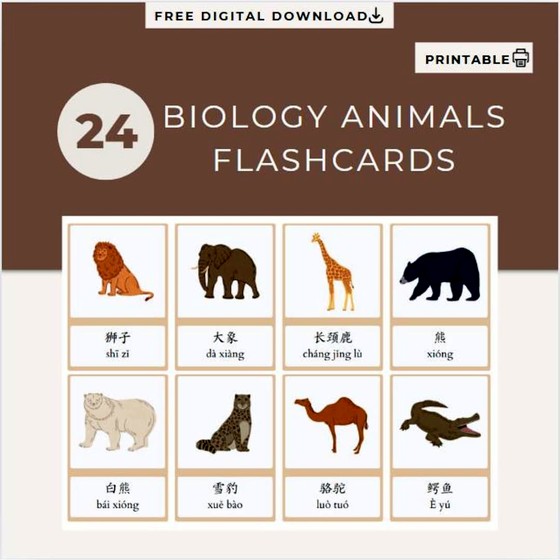 FREE DIGITAL DOWNLOAD
PRINTABLE
24
BIOLOGY ANIMALS
FLASHCARDS
狮子
shī zǐ
大象
dà xiàng
长颈鹿
cháng jǐng lù
熊
xióng
白熊
bái xióng
雪豹
xuě bào
骆驼
luò tuó
鳄鱼
È yú